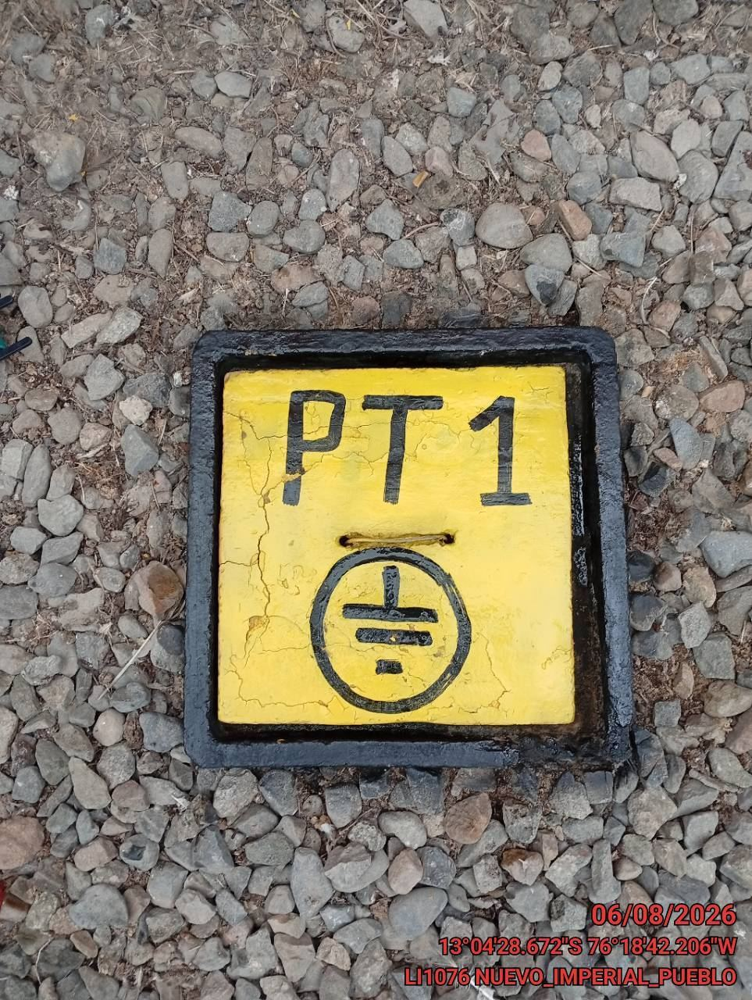 PT1
06/08/2026
13°04'28.672"S 76°18'42.206"W
LI1076 NUEVO_IMPERIAL_PUEBLO